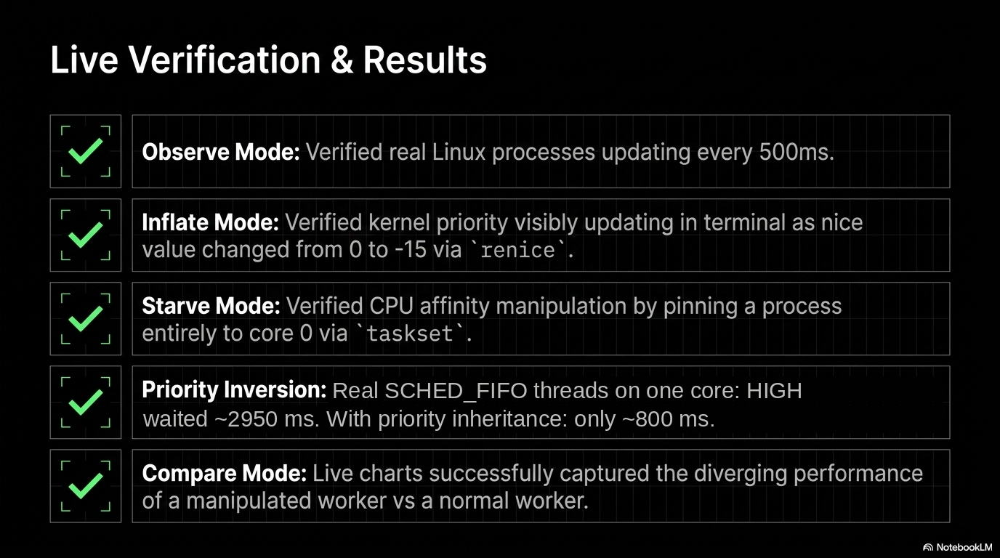 Live Verification & Results
Observe Mode: Verified real Linux processes updating every 500ms.
Inflate Mode: Verified kernel priority visibly updating in terminal as nice
value changed from 0 to -15 via `renice`.
Starve Mode: Verified CPU affinity manipulation by pinning a process
entirely to core 0 via `taskset`.
Priority Inversion: Real SCHED_FIFO threads on one core: HIGH
waited ~2950 ms. With priority inheritance: only ~800 ms.
Compare Mode: Live charts successfully captured the diverging performance
of a manipulated worker vs a normal worker.
NotebookLM